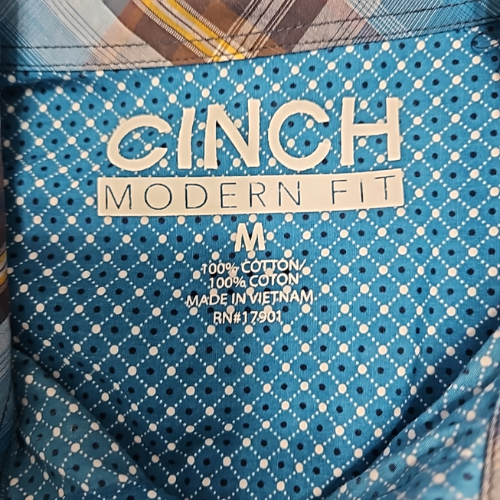 CINCH
MODERN FIT
M
100% COTTON/
100% COTON
MADE IN VIETNAM
RN#17901